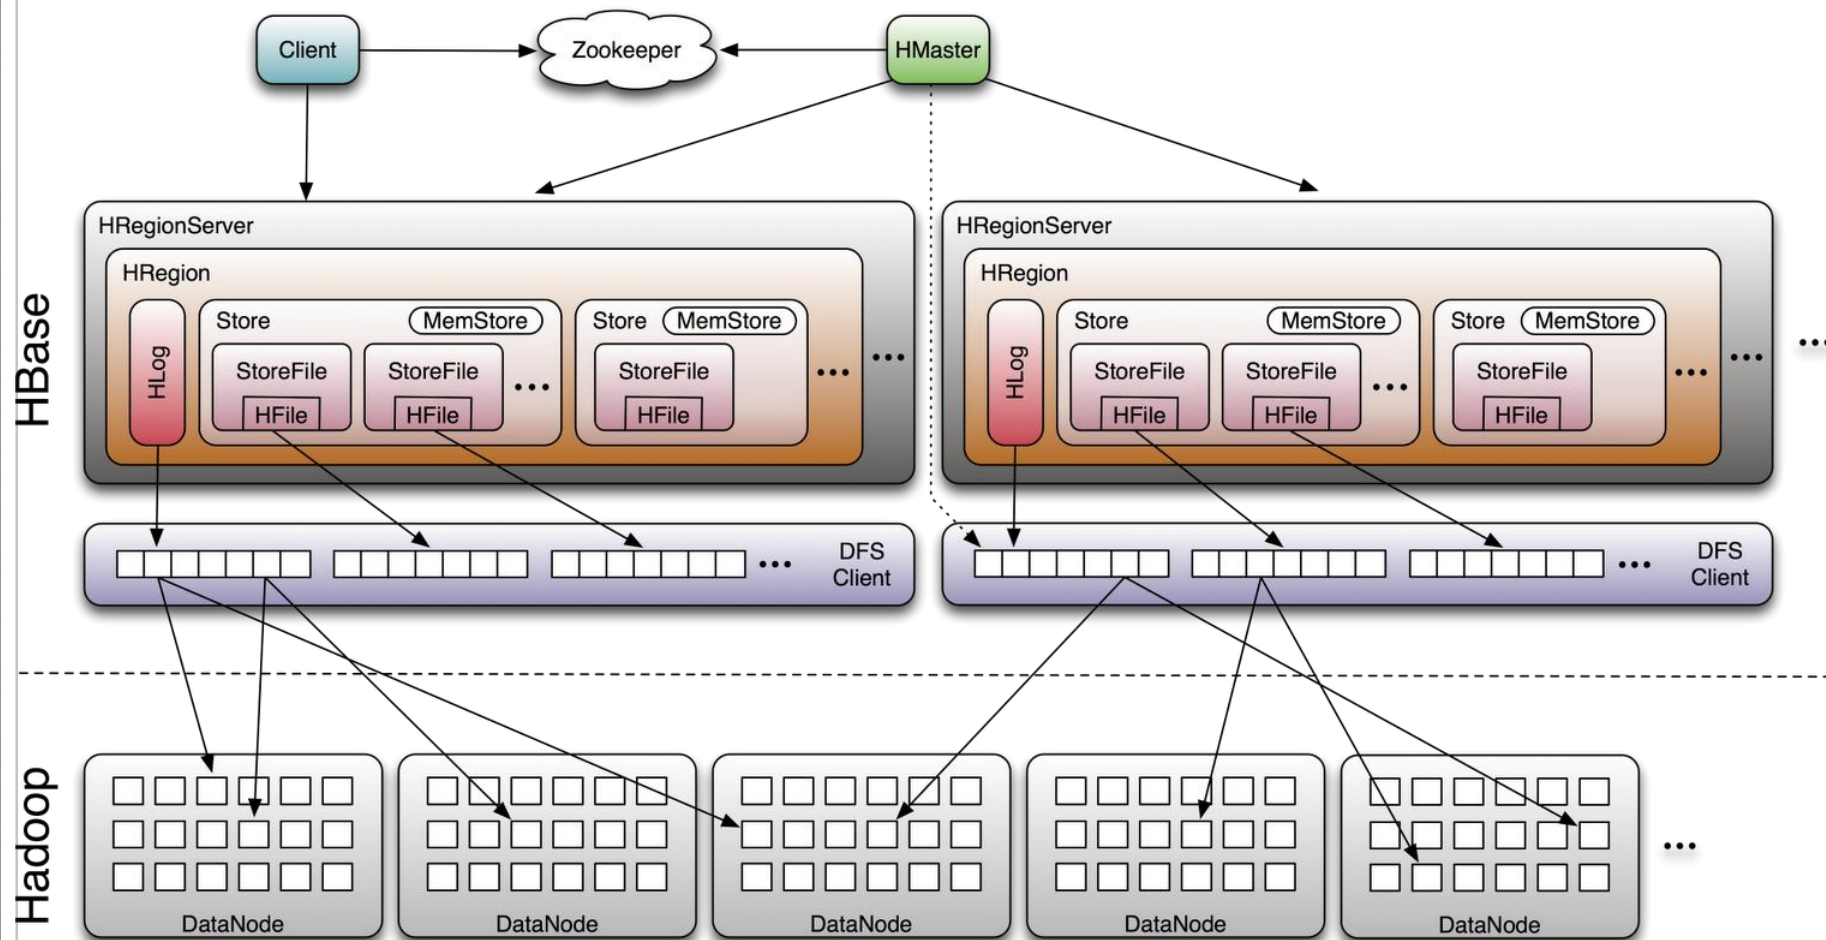 Client
Zookeeper
HMaster
HBase
HRegionServer
HRegion
HLog
Store
MemStore
StoreFile
HFile
StoreFile
HFile
...
Store
MemStore
StoreFile
HFile
...
...
HRegionServer
HRegion
HLog
Store
MemStore
StoreFile
HFile
StoreFile
HFile
...
Store
MemStore
StoreFile
HFile
...
...
...
...
DFS
Client
...
DFS
Client
Hadoop
DataNode
DataNode
DataNode
DataNode
DataNode
...